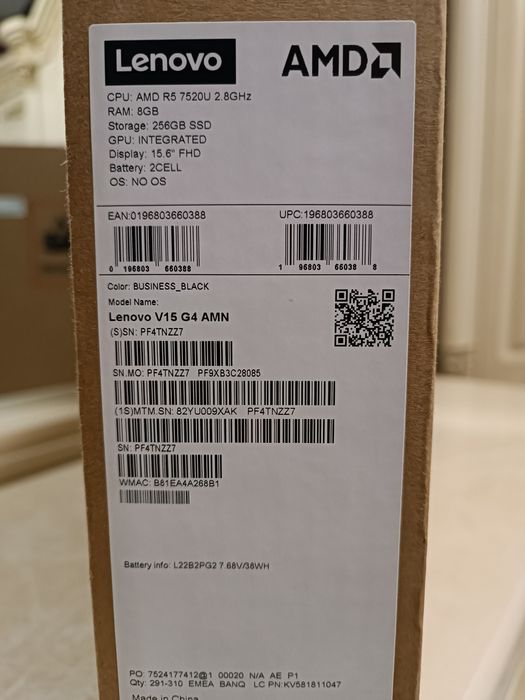 Lenovo AMD
CPU: AMD R5 7520U 2.8GHz
RAM: 8GB
Storage: 256GB SSD
GPU: INTEGRATED
Display: 15.6" FHD
Battery: 2CELL
OS: NO OS
EAN:0196803660388 UPC:196803660388
0 196803 660388 1 96803 66038 8
Color: BUSINESS_BLACK
Model Name:
Lenovo V15 G4 AMN
(S)SN: PF4TNZZ7
SN.MO: PF4TNZZ7 PF9XB3C28085
(1S)MTM.SN: 82YU009XAK PF4TNZZ7
SN: PF4TNZZ7
WMAC: B81EA4A268B1
Battery info: L22B2PG2 7.68V/38WH
PO: 7524177412@1 00020 N/A AE P1
Qty: 291-310 EMEA BANQ LC PN:KV581811047
Made in China